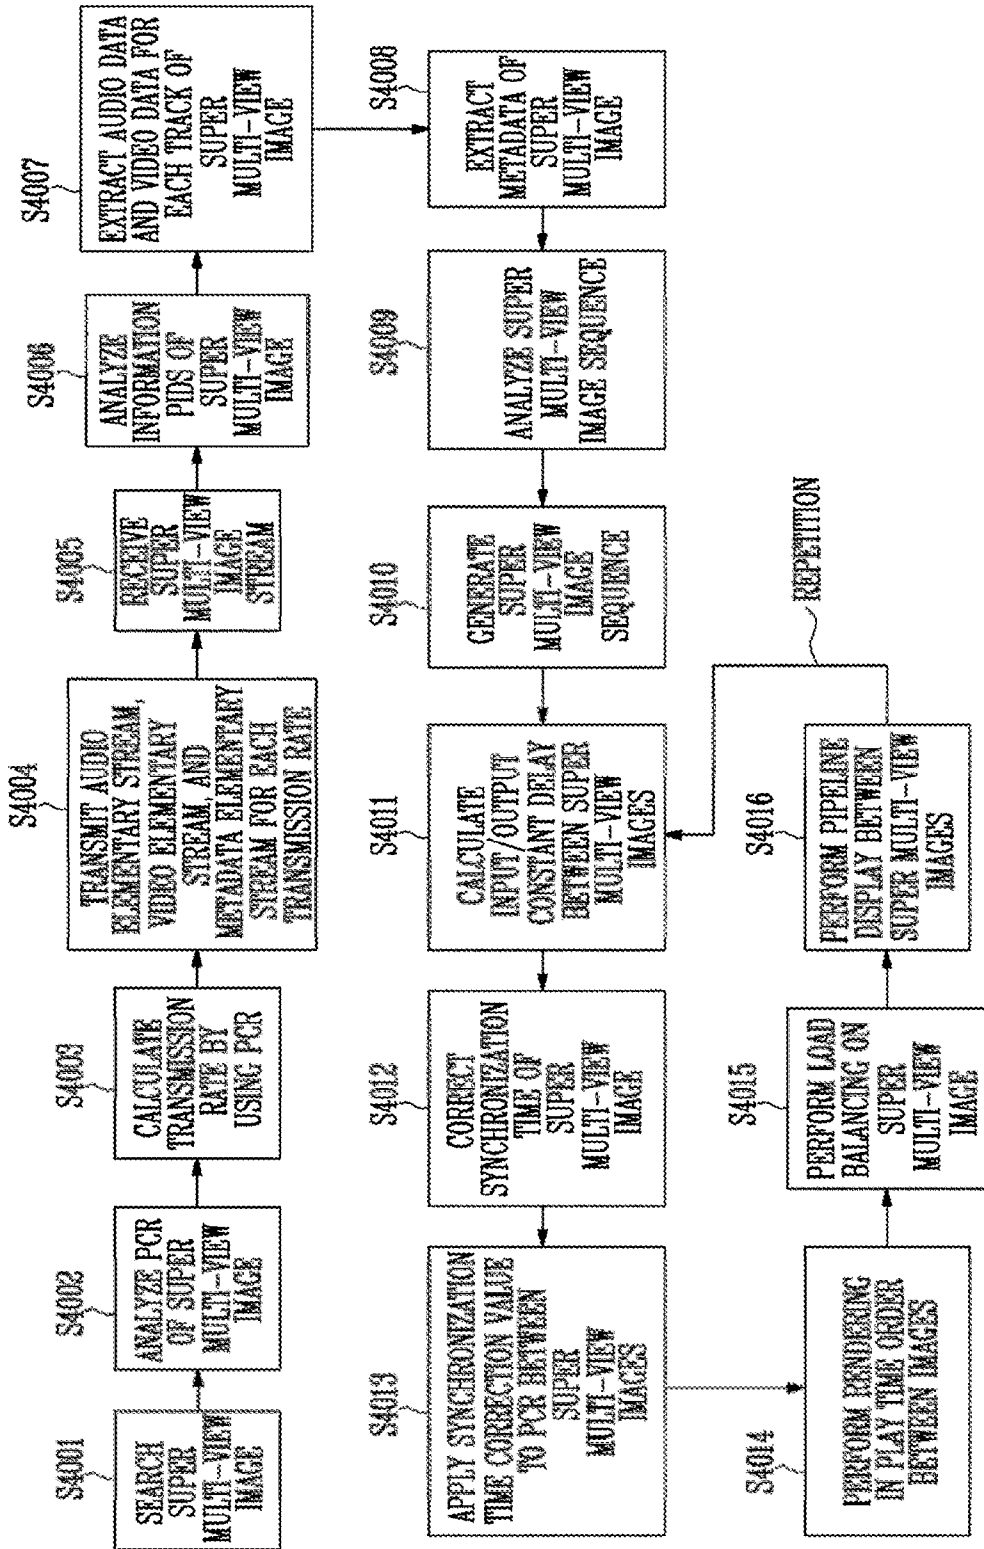 S4001
SEARCH
SUPER
MULTI-VIEW
IMAGE
S4002
ANALYZE PCR
OF SUPER
MULTI-VIEW
IMAGE
S4003
CALCULATE
TRANSMISSION
RATE BY
USING PCR
S4004
TRANSMIT AUDIO
ELEMENTARY STREAM,
VIDEO ELEMENTARY
STREAM, AND
METADATA ELEMENTARY
STREAM FOR EACH
TRANSMISSION RATE
S4005
RECEIVE
SUPER
MULTI-VIEW
IMAGE
STREAM
S4006
ANALYZE
INFORMATION
PIDS OF
SUPER
MULTI-VIEW
IMAGE
S4007
EXTRACT AUDIO DATA
AND VIDEO DATA FOR
EACH TRACK OF
SUPER
MULTI-VIEW
IMAGE
S4008
EXTRACT
METADATA OF
SUPER
MULTI-VIEW
IMAGE
S4009
ANALYZE SUPER
MULTI-VIEW
IMAGE SEQUENCE
S4010
GENERATE
SUPER
MULTI-VIEW
IMAGE
SEQUENCE
S4011
CALCULATE
INPUT/OUTPUT
CONSTANT DELAY
BETWEEN SUPER
MULTI-VIEW
IMAGES
S4012
CORRECT
SYNCHRONIZATION
TIME OF
SUPER
MULTI-VIEW
IMAGE
S4013
APPLY SYNCHRONIZATION
TIME CORRECTION VALUE
TO PCR BETWEEN
SUPER
MULTI-VIEW
IMAGES
S4014
PERFORM RENDERING
IN PLAY TIME ORDER
BETWEEN IMAGES
S4015
PERFORM LOAD
BALANCING ON
SUPER
MULTI-VIEW
IMAGE
S4016
PERFORM PIPELINE
DISPLAY BETWEEN
SUPER MULTI-VIEW
IMAGES
REPETITION